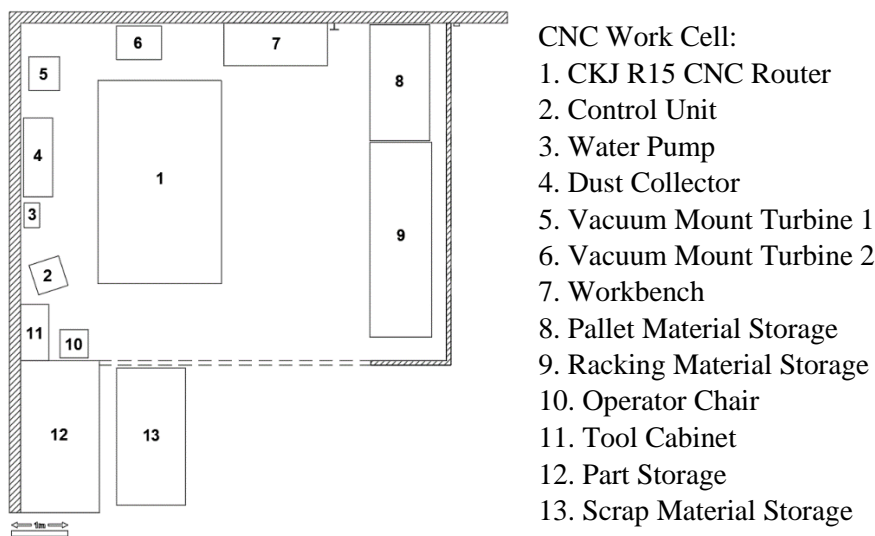 6
7
5
8
4
1
3
9
2
11
10
12
13
1m
CNC Work Cell:
1. CKJ R15 CNC Router
2. Control Unit
3. Water Pump
4. Dust Collector
5. Vacuum Mount Turbine 1
6. Vacuum Mount Turbine 2
7. Workbench
8. Pallet Material Storage
9. Racking Material Storage
10. Operator Chair
11. Tool Cabinet
12. Part Storage
13. Scrap Material Storage